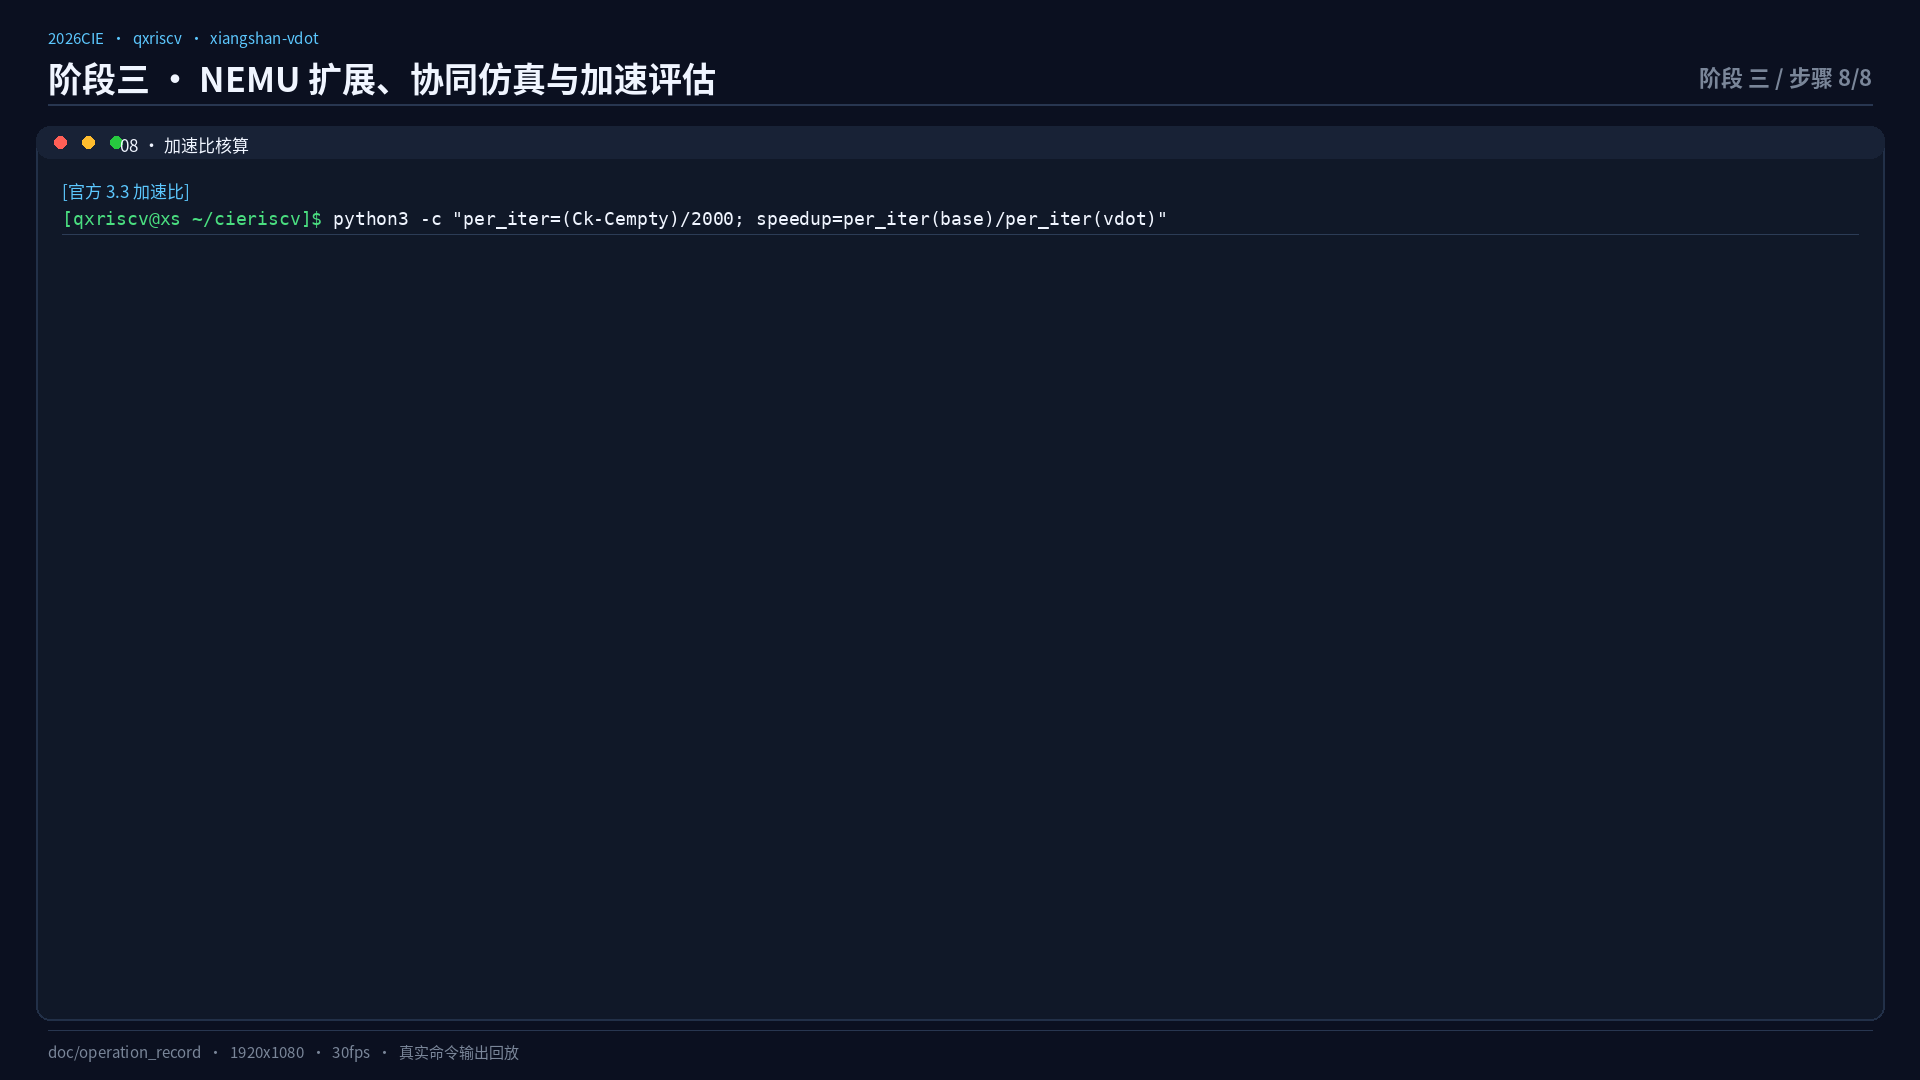 2026CIE · qxriscv · xiangshan-vdot
阶段三 · NEMU 扩展、协同仿真与加速评估
阶段 三 / 步骤 8/8
08 · 加速比核算
[官方 3.3 加速比]
[qxriscv@xs ~/cieriscv]$ python3 -c "per_iter=(Ck-Cempty)/2000; speedup=per_iter(base)/per_iter(vdot)"
doc/operation_record · 1920x1080 · 30fps · 真实命令输出回放